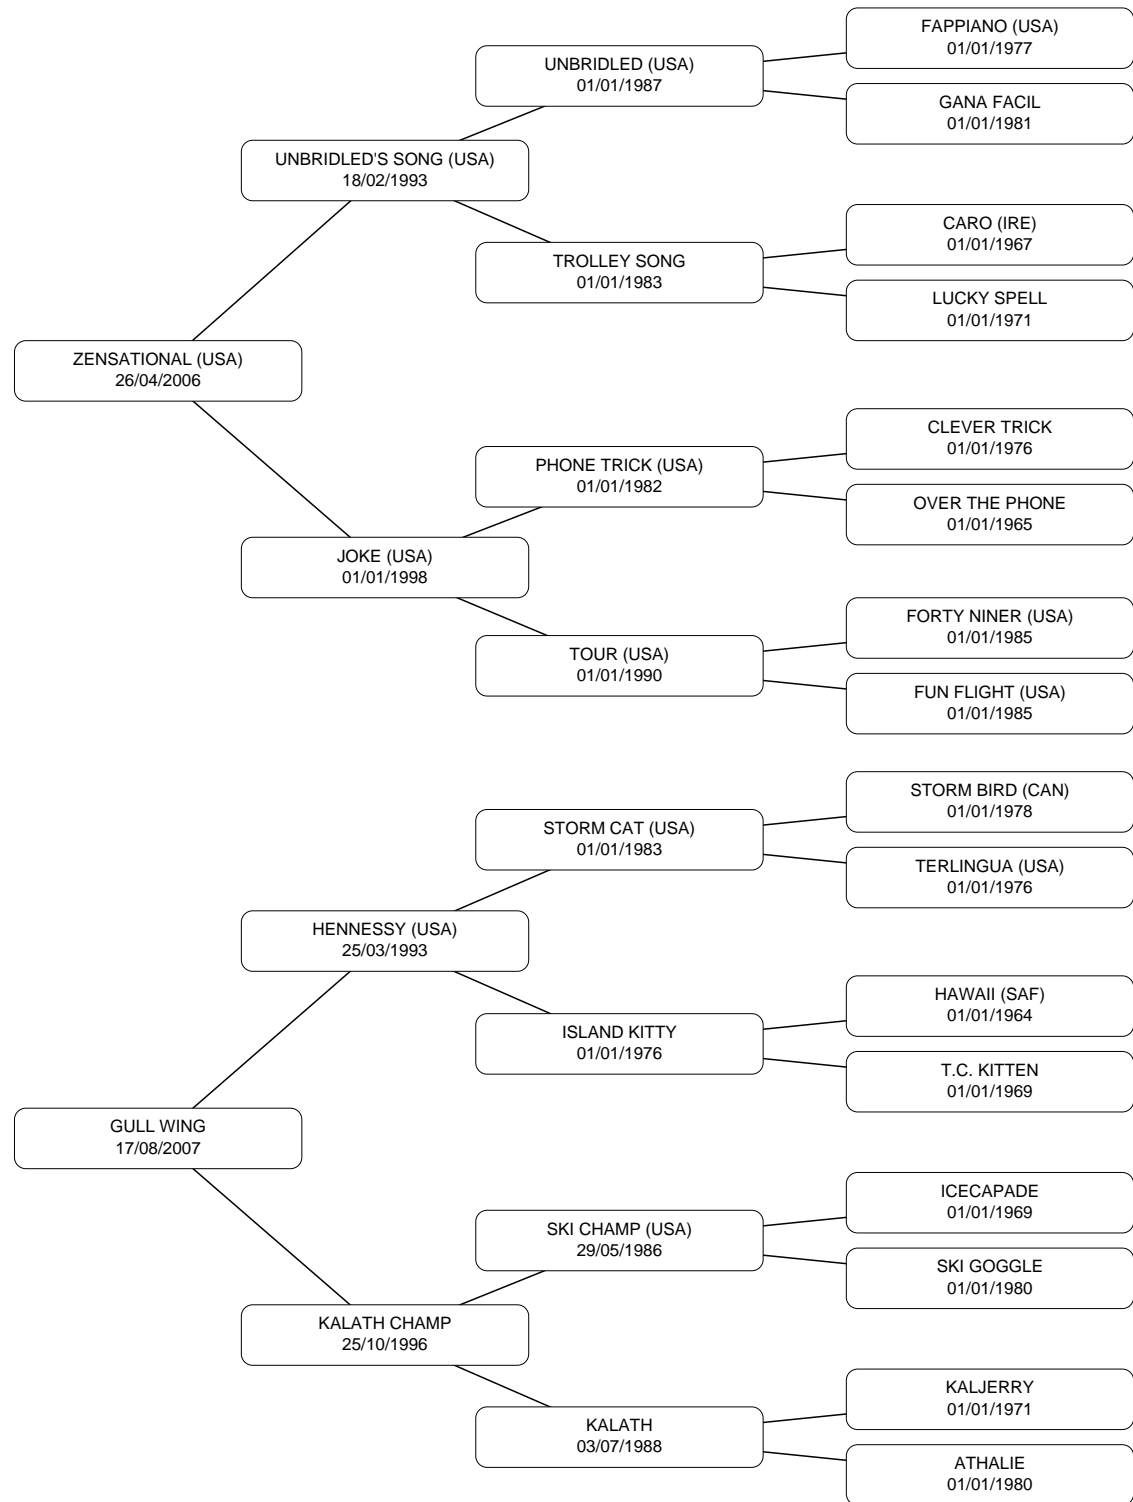 FAPPIANO (USA)
01/01/1977
UNBRIDLED (USA)
01/01/1987
GANA FACIL
01/01/1981
UNBRIDLED'S SONG (USA)
18/02/1993
CARO (IRE)
01/01/1967
TROLLEY SONG
01/01/1983
LUCKY SPELL
01/01/1971
ZENSATIONAL (USA)
26/04/2006
CLEVER TRICK
01/01/1976
PHONE TRICK (USA)
01/01/1982
OVER THE PHONE
01/01/1965
JOKE (USA)
01/01/1998
FORTY NINER (USA)
01/01/1985
TOUR (USA)
01/01/1990
FUN FLIGHT (USA)
01/01/1985
STORM BIRD (CAN)
01/01/1978
STORM CAT (USA)
01/01/1983
TERLINGUA (USA)
01/01/1976
HENNESSY (USA)
25/03/1993
HAWAII (SAF)
01/01/1964
ISLAND KITTY
01/01/1976
T.C. KITTEN
01/01/1969
GULL WING
17/08/2007
ICECAPADE
01/01/1969
SKI CHAMP (USA)
29/05/1986
SKI GOGGLE
01/01/1980
KALATH CHAMP
25/10/1996
KALJERRY
01/01/1971
KALATH
03/07/1988
ATHALIE
01/01/1980